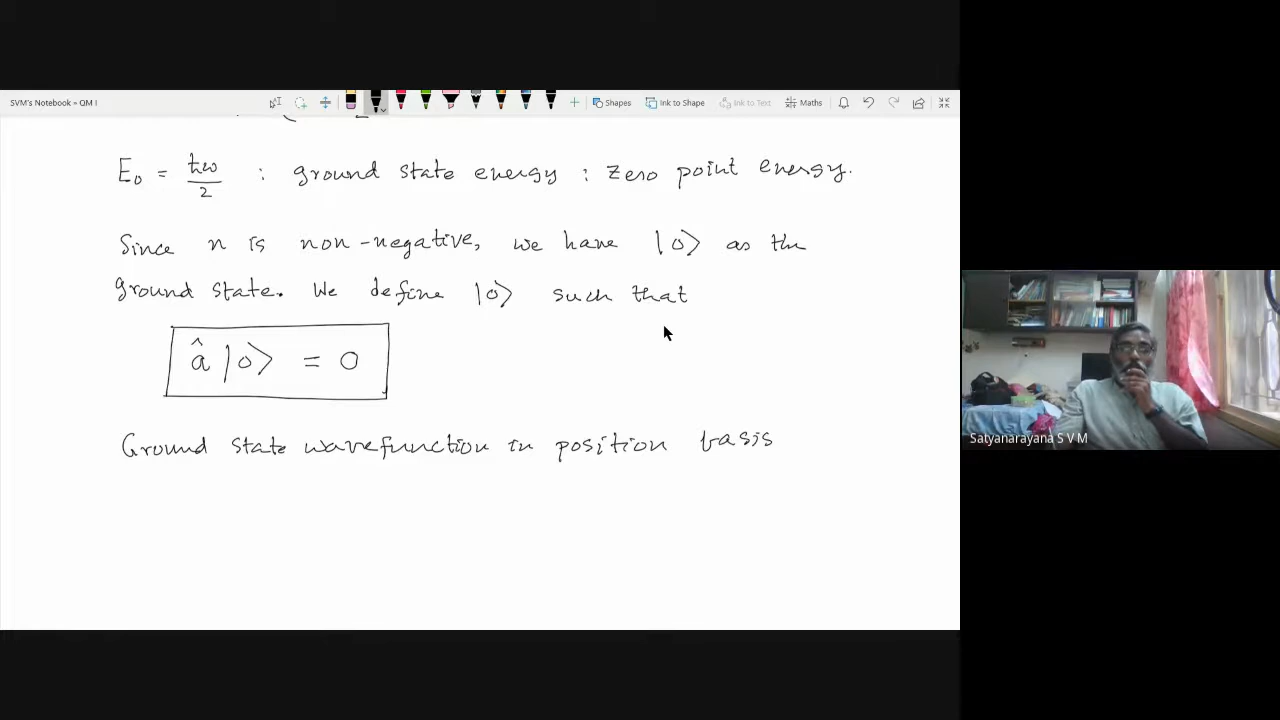 SVM's Notebook » QM I
Shapes
Ink to Shape
Ink to Text
Maths
E₀ = ħω/2 : ground state energy : zero point energy.
Since n is non-negative, we have |0⟩ as the
ground state. We define |0⟩ such that
â |0⟩ = 0
Ground state wavefunction in position basis
Satyanarayana S V M